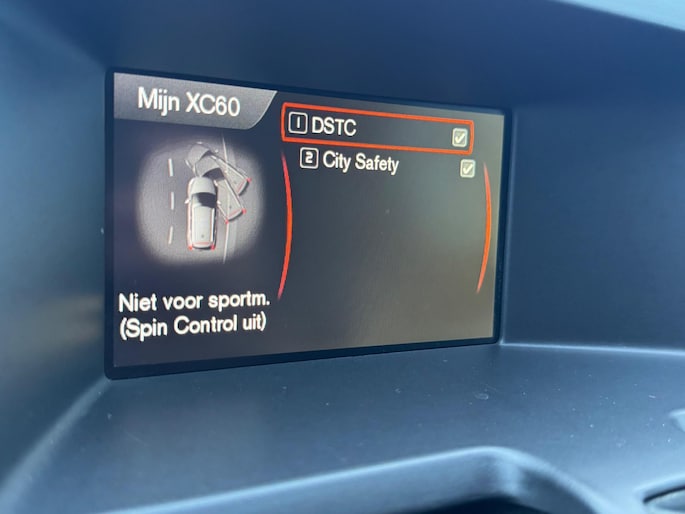 Mijn XC60
1 DSTC
2 City Safety
Niet voor sportm.
(Spin Control uit)